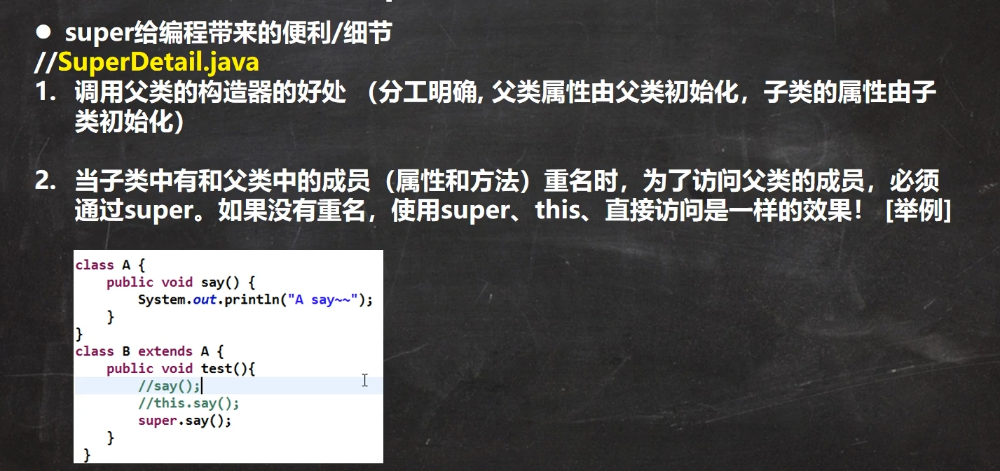 ● super给编程带来的便利/细节
//SuperDetail.java
1. 调用父类的构造器的好处 （分工明确, 父类属性由父类初始化，子类的属性由子
类初始化）
2. 当子类中有和父类中的成员（属性和方法）重名时，为了访问父类的成员，必须
通过super。如果没有重名，使用super、this、直接访问是一样的效果！ [举例]
class A {
    public void say() {
        System.out.println("A say~~");
    }
}
class B extends A {
    public void test(){
        //say();
        //this.say();
        super.say();
    }
 }